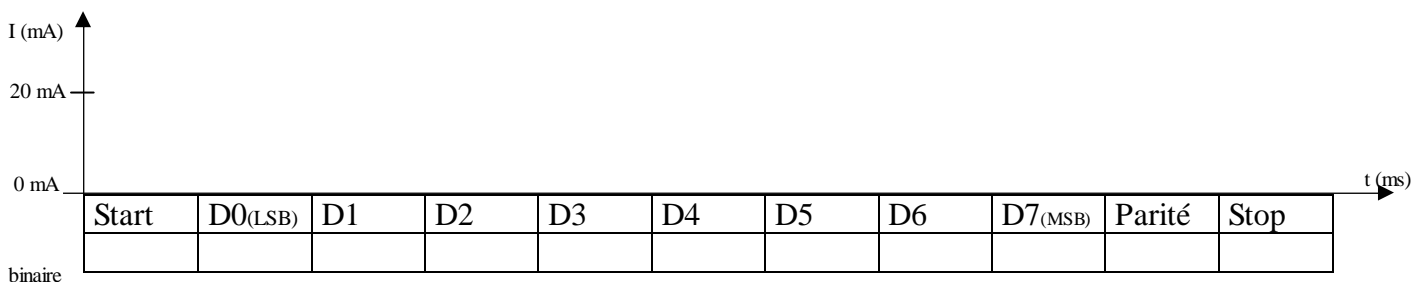 I (mA)
20 mA
0 mA
t (ms)
Start D0(LSB) D1 D2 D3 D4 D5 D6 D7(MSB) Parité Stop
binaire